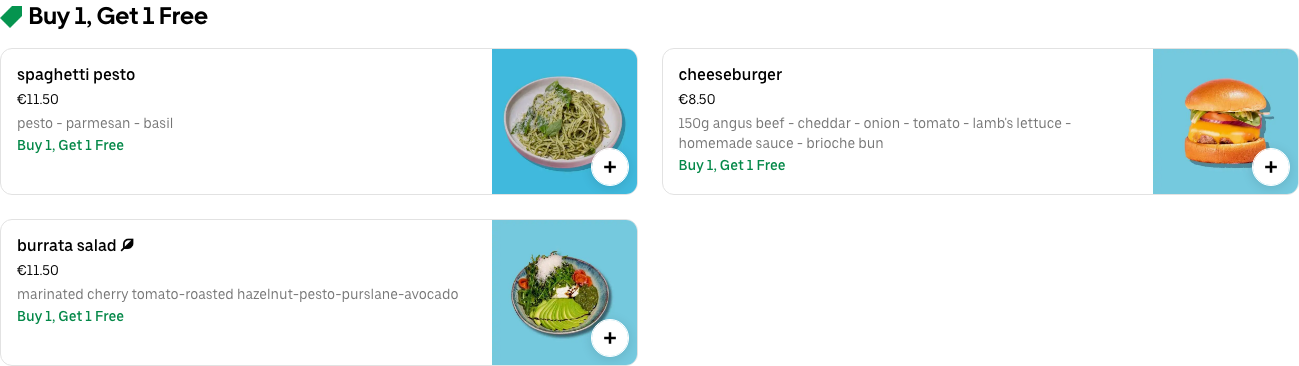 Buy 1, Get 1 Free
spaghetti pesto
€11.50
pesto - parmesan - basil
Buy 1, Get 1 Free
cheeseburger
€8.50
150g angus beef - cheddar - onion - tomato - lamb's lettuce -
homemade sauce - brioche bun
Buy 1, Get 1 Free
burrata salad
€11.50
marinated cherry tomato-roasted hazelnut-pesto-purslane-avocado
Buy 1, Get 1 Free